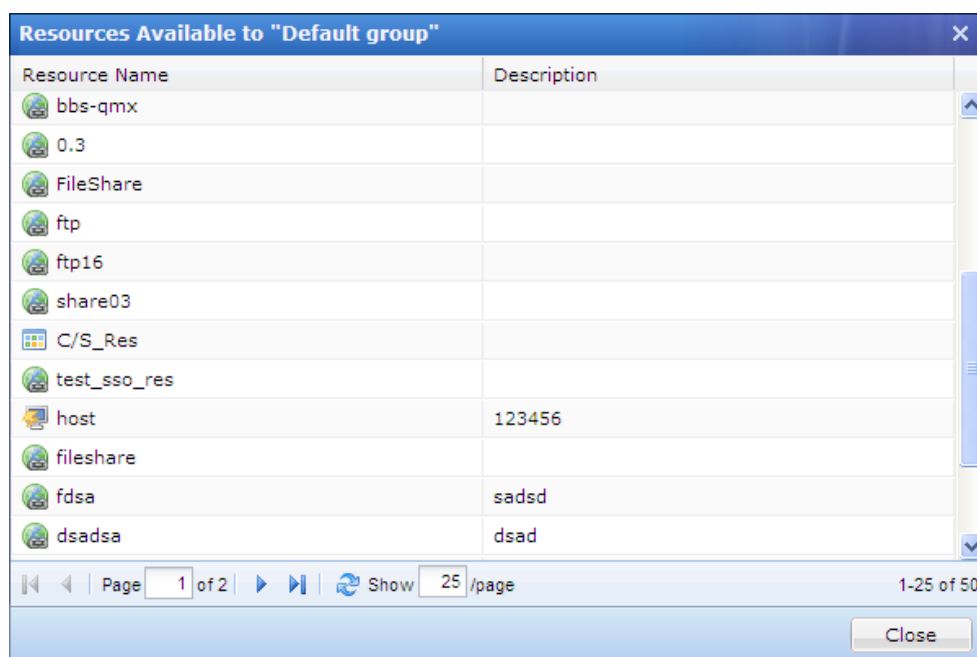 Resources Available to "Default group"
Resource Name Description
bbs-qmx
0.3
FileShare
ftp
ftp16
share03
C/S_Res
test_sso_res
host 123456
fileshare
fdsa sadsd
dsadsa dsad
Page 1 of 2 Show 25 /page 1-25 of 50
Close